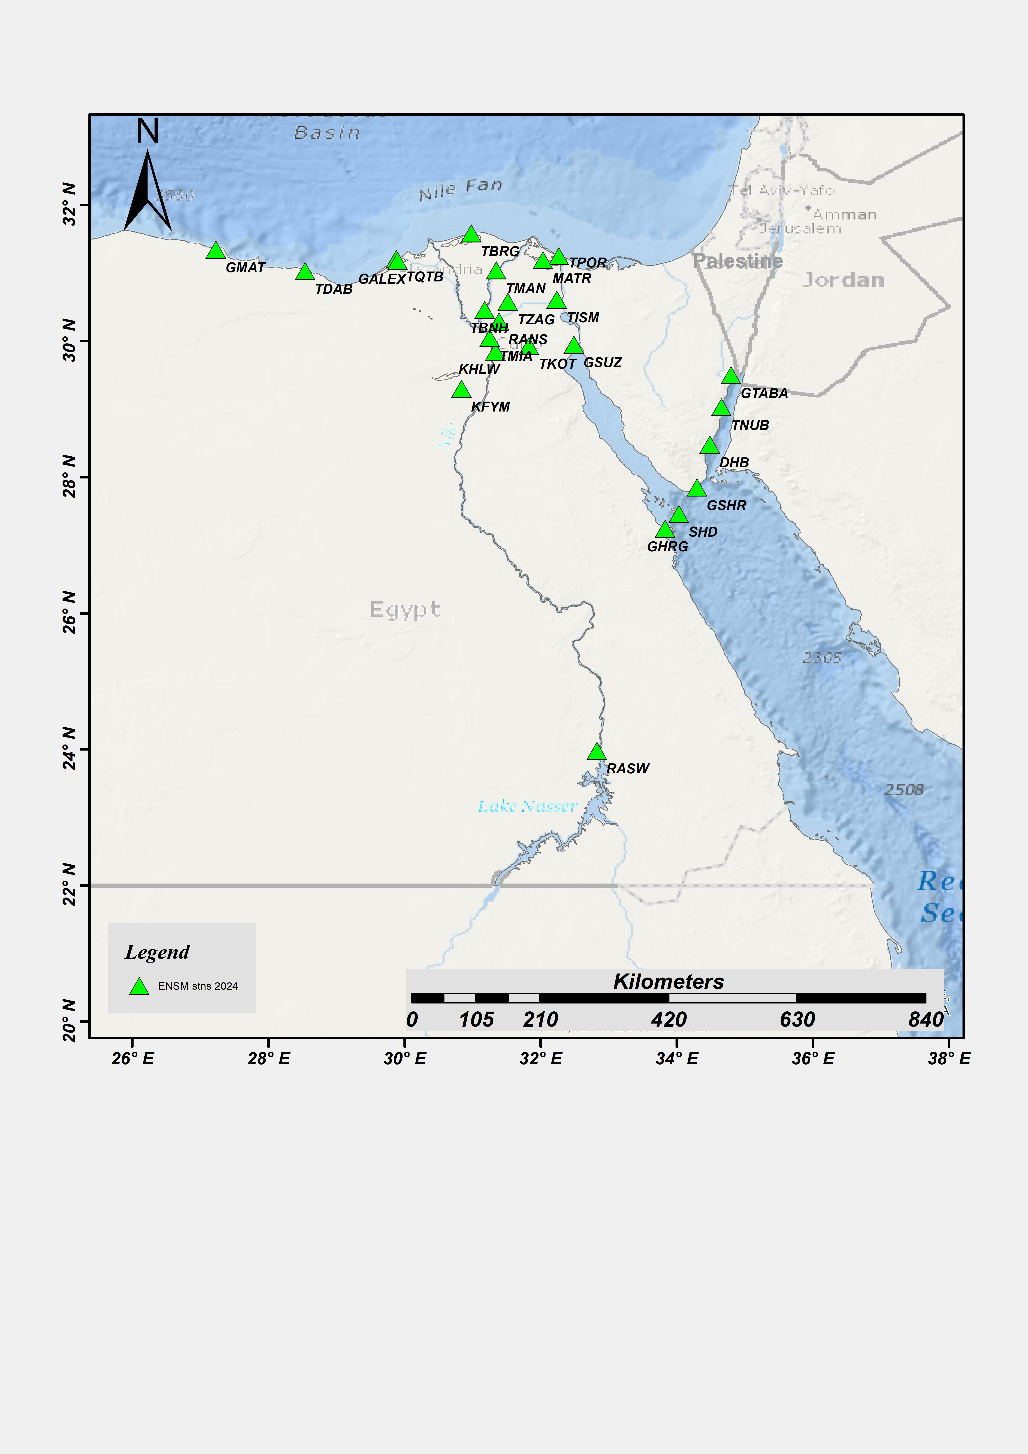 Basin
N
Nile Fan
32° N
Tel Aviv-Yafo
Amman
Jerusalem
Palestine
Jordan
GMAT
TDAB
GALEX
TQTB
TBRG
TMAN
MATR
TPOR
TZAG
TISM
TBNH
RANS
TMIA
TKOT
GSUZ
KHLW
KFYM
30° N
GTABA
TNUB
DHB
GSHR
SHD
GHRG
28° N
26° N
Egypt
2305
24° N
RASW
Lake Nasser
2508
22° N
Re
Se
Legend
ENSM stns 2024
Kilometers
0 105 210 420 630 840
20° N
26° E 28° E 30° E 32° E 34° E 36° E 38° E